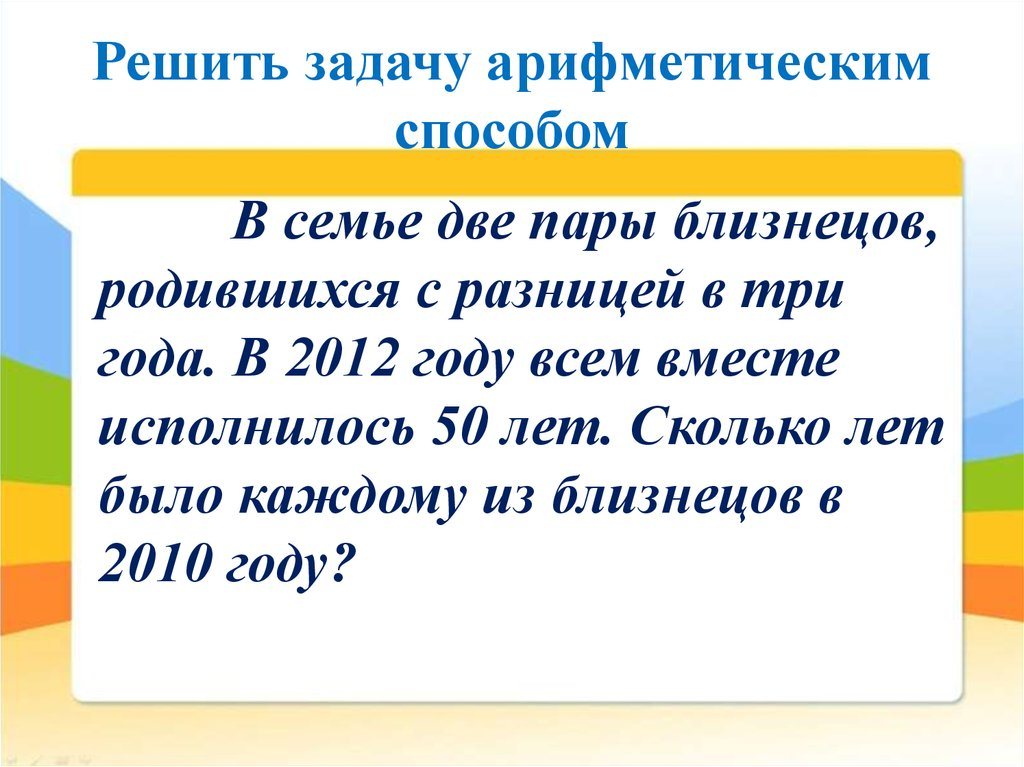 Решить задачу арифметическим
способом
В семье две пары близнецов,
родившихся с разницей в три
года. В 2012 году всем вместе
исполнилось 50 лет. Сколько лет
было каждому из близнецов в
2010 году?